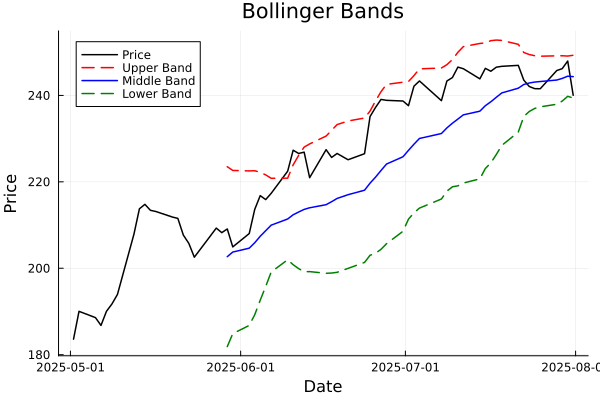 Bollinger Bands
Price
Upper Band
Middle Band
Lower Band
Price
240
220
200
180
2025-05-01
2025-06-01
2025-07-01
2025-08-0
Date